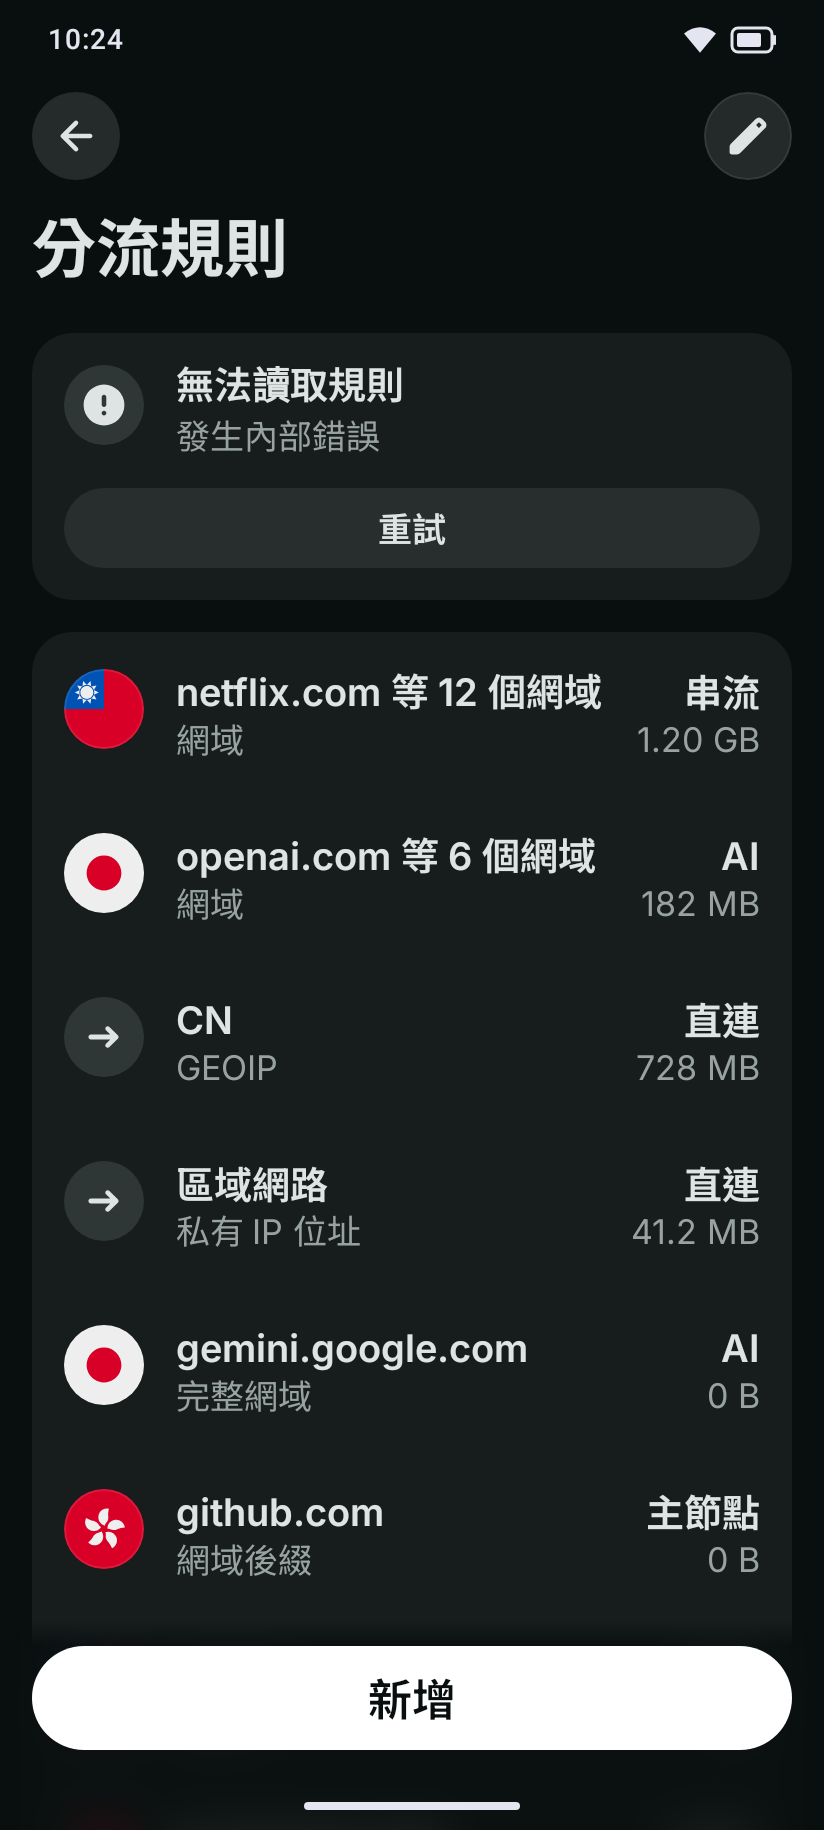 10:24
分流規則
無法讀取規則
發生內部錯誤
重試
netflix.com 等 12 個網域
串流
網域
1.20 GB
openai.com 等 6 個網域
AI
網域
182 MB
CN
直連
GEOIP
728 MB
區域網路
直連
私有 IP 位址
41.2 MB
gemini.google.com
AI
完整網域
0 B
github.com
主節點
網域後綴
0 B
新增